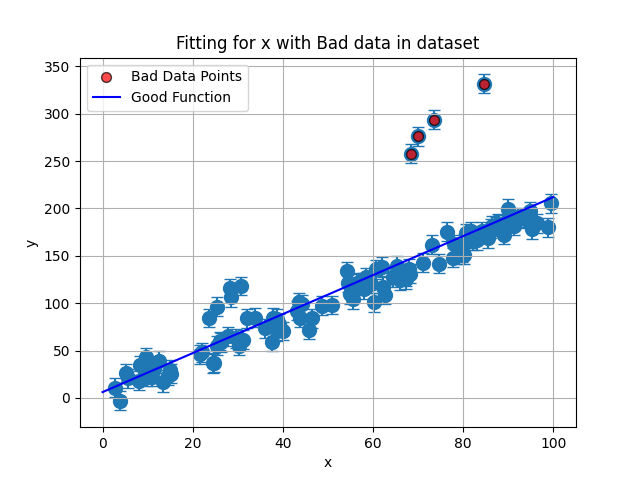 Fitting for x with Bad data in dataset
Bad Data Points
Good Function
350
300
250
200
150
100
50
0
y
0 20 40 60 80 100
x